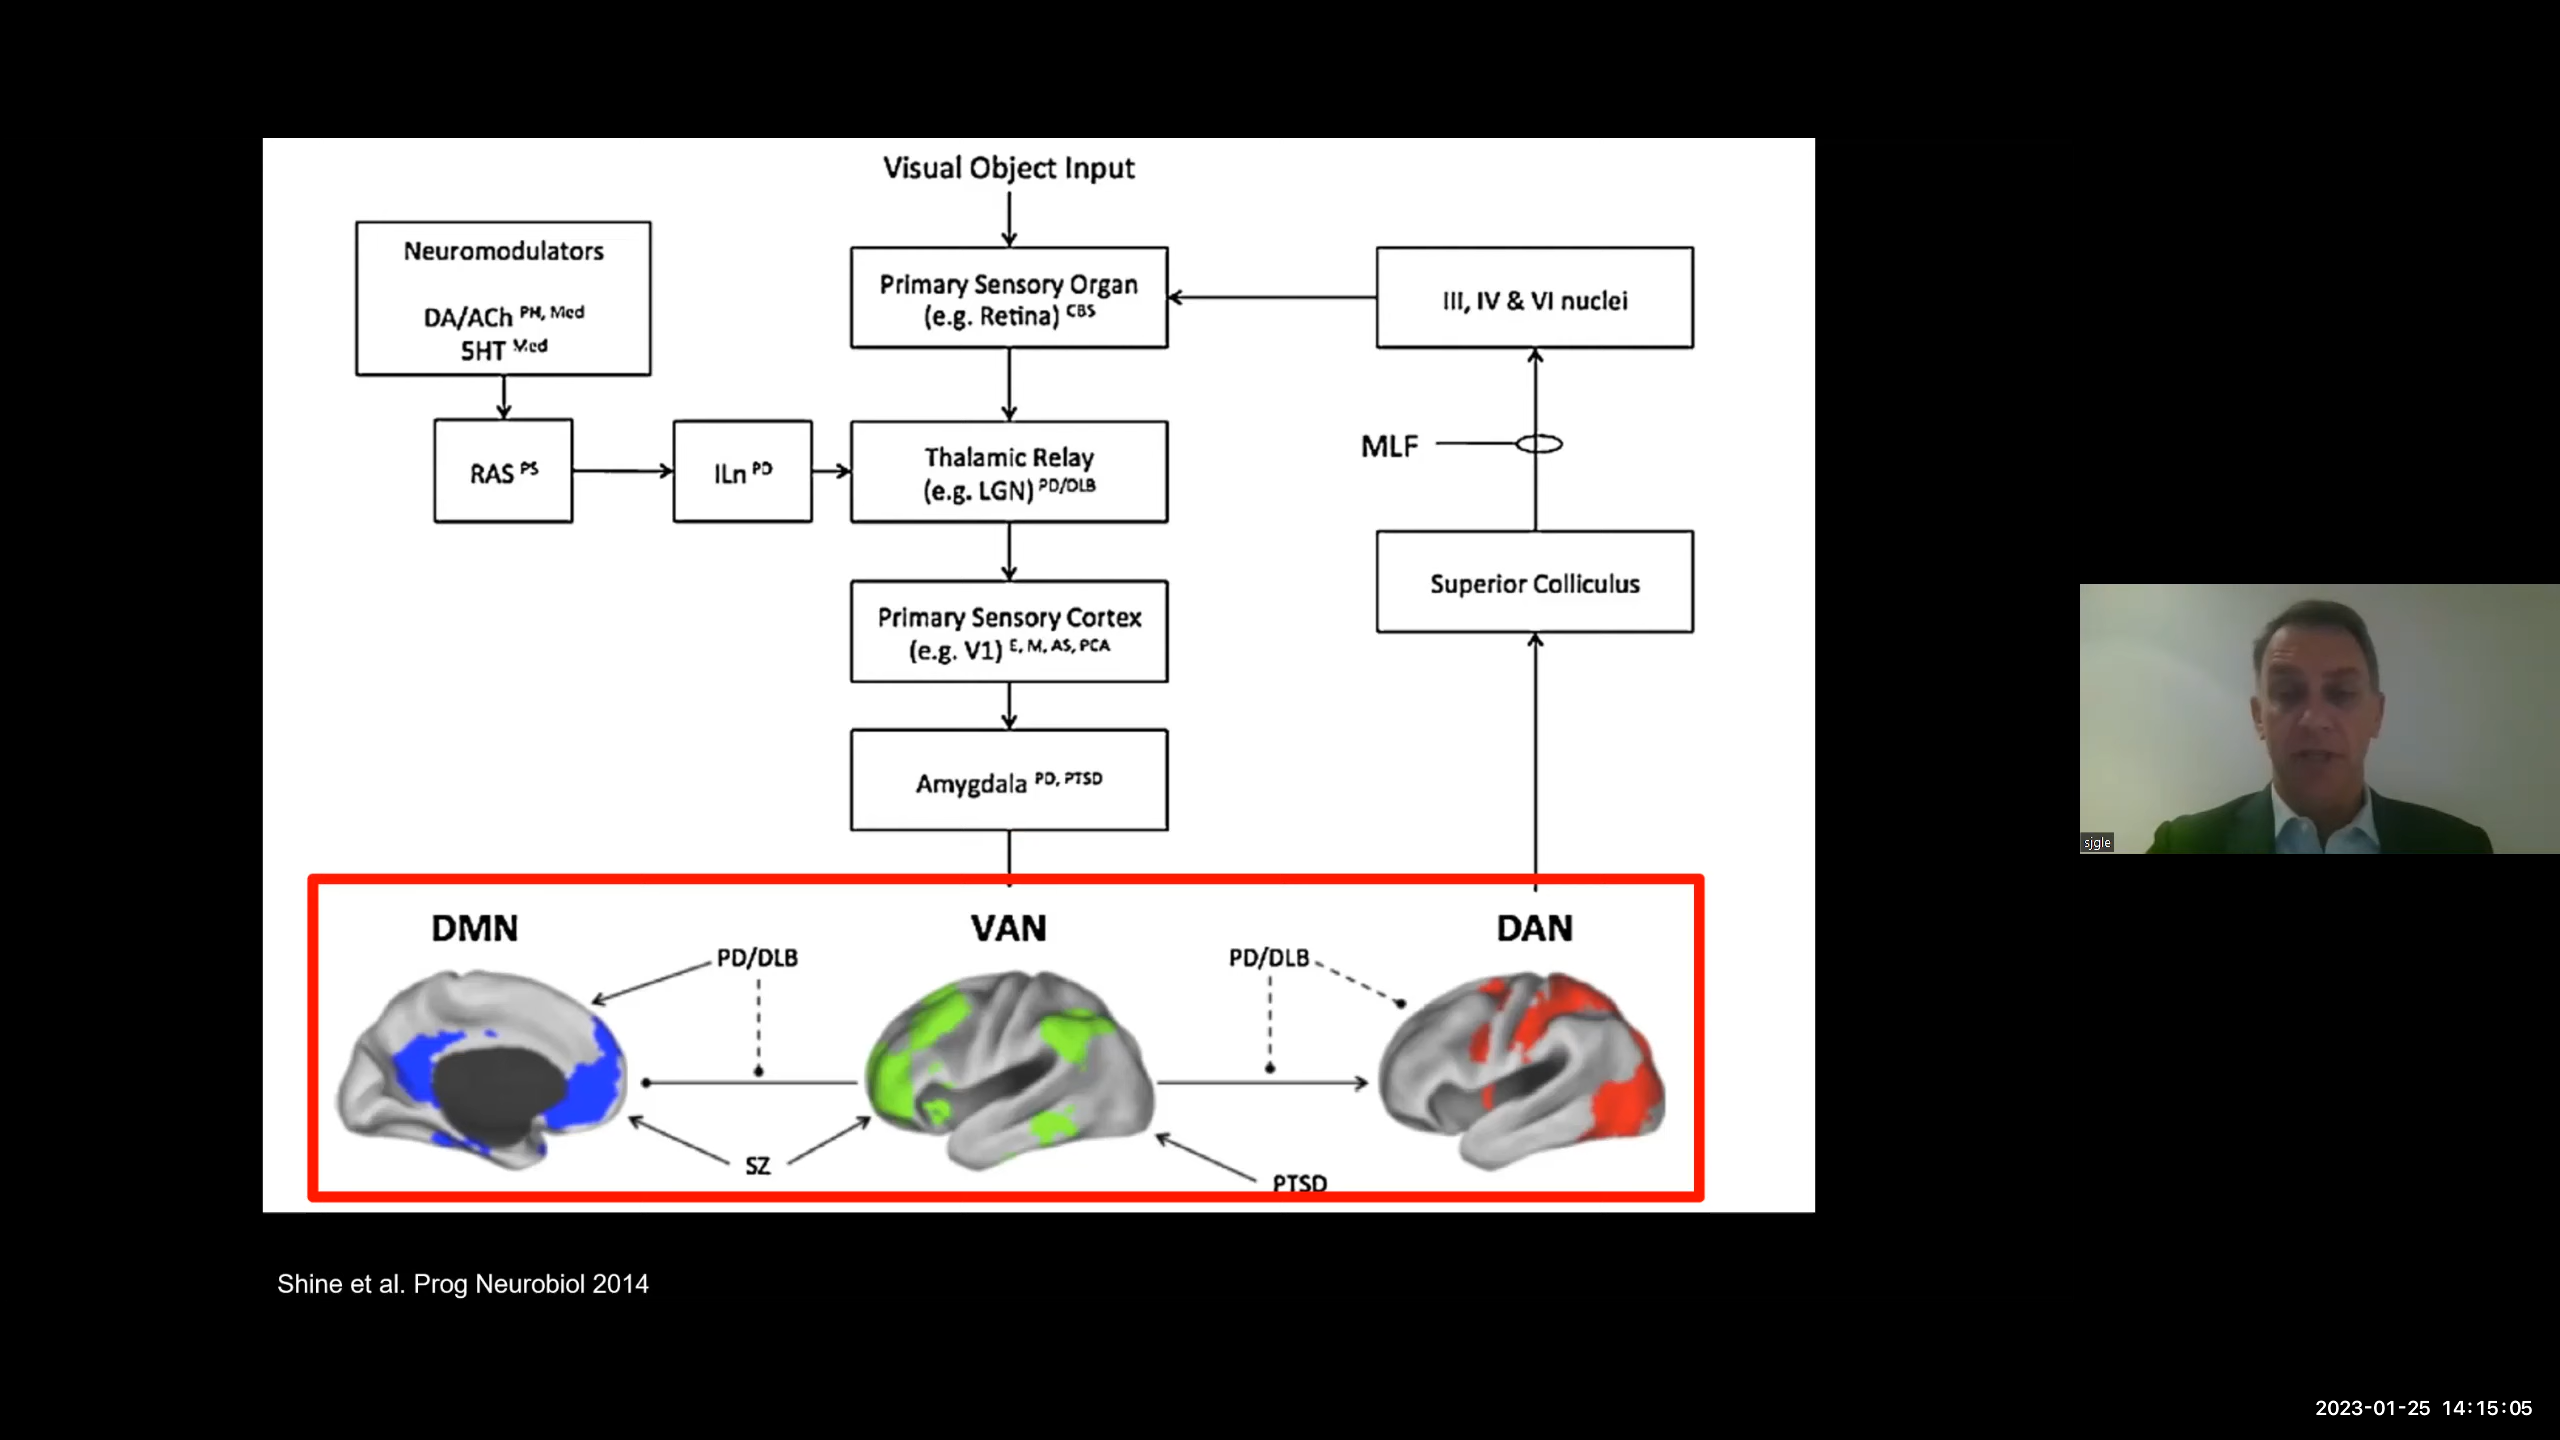 Visual Object Input
Neuromodulators
DA/ACh PH, Med
5HT Med
Primary Sensory Organ
(e.g. Retina) CBS
III, IV & VI nuclei
RAS PS
ILn PD
Thalamic Relay
(e.g. LGN) PD/DLB
MLF
Primary Sensory Cortex
(e.g. V1) E, M, AS, PCA
Superior Colliculus
Amygdala PD, PTSD
DMN
VAN
DAN
PD/DLB
PD/DLB
SZ
PTSD
Shine et al. Prog Neurobiol 2014
sjgle
2023-01-25 14:15:05